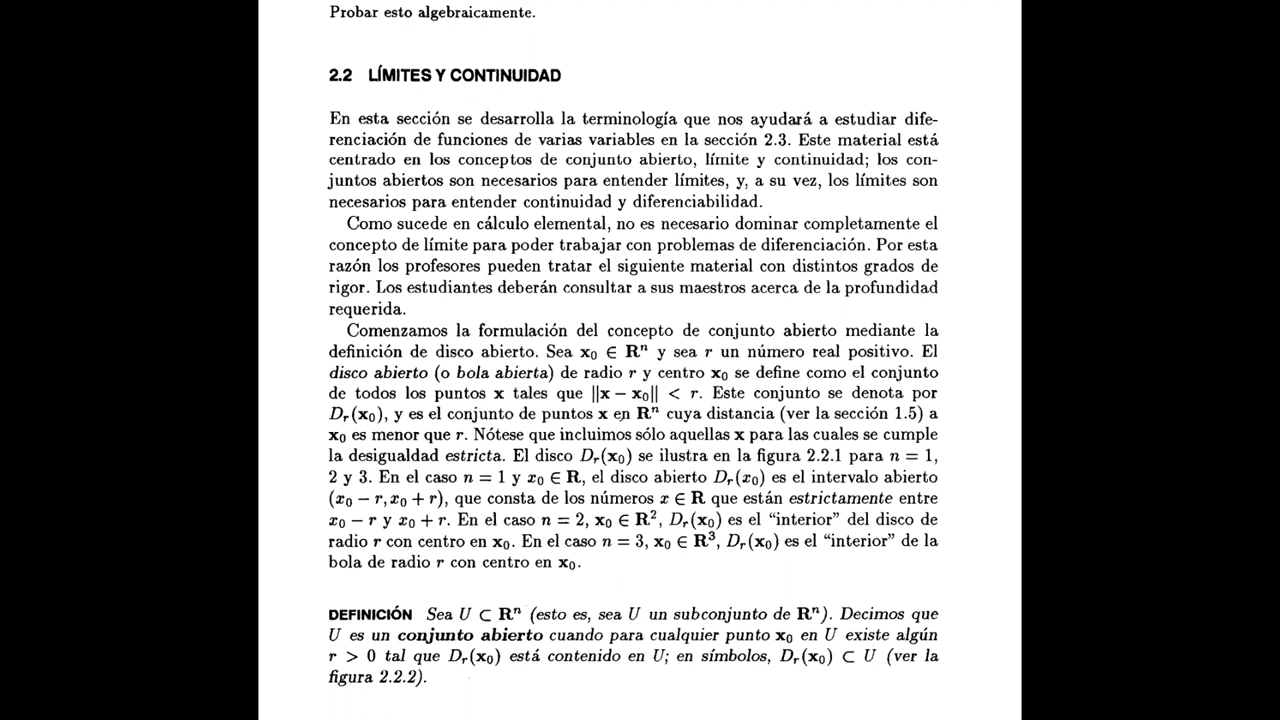 Probar esto algebraicamente.
2.2 LÍMITES Y CONTINUIDAD
En esta sección se desarrolla la terminología que nos ayudará a estudiar dife-
renciación de funciones de varias variables en la sección 2.3. Este material está
centrado en los conceptos de conjunto abierto, límite y continuidad; los con-
juntos abiertos son necesarios para entender límites, y, a su vez, los límites son
necesarios para entender continuidad y diferenciabilidad.
Como sucede en cálculo elemental, no es necesario dominar completamente el
concepto de límite para poder trabajar con problemas de diferenciación. Por esta
razón los profesores pueden tratar el siguiente material con distintos grados de
rigor. Los estudiantes deberán consultar a sus maestros acerca de la profundidad
requerida.
Comenzamos la formulación del concepto de conjunto abierto mediante la
definición de disco abierto. Sea x₀ ∈ Rⁿ y sea r un número real positivo. El
disco abierto (o bola abierta) de radio r y centro x₀ se define como el conjunto
de todos los puntos x tales que ||x − x₀|| < r. Este conjunto se denota por
Dᵣ(x₀), y es el conjunto de puntos x en Rⁿ cuya distancia (ver la sección 1.5) a
x₀ es menor que r. Nótese que incluimos sólo aquellas x para las cuales se cumple
la desigualdad estricta. El disco Dᵣ(x₀) se ilustra en la figura 2.2.1 para n = 1,
2 y 3. En el caso n = 1 y x₀ ∈ R, el disco abierto Dᵣ(x₀) es el intervalo abierto
(x₀ − r, x₀ + r), que consta de los números x ∈ R que están estrictamente entre
x₀ − r y x₀ + r. En el caso n = 2, x₀ ∈ R², Dᵣ(x₀) es el “interior” del disco de
radio r con centro en x₀. En el caso n = 3, x₀ ∈ R³, Dᵣ(x₀) es el “interior” de la
bola de radio r con centro en x₀.
DEFINICIÓN Sea U ⊂ Rⁿ (esto es, sea U un subconjunto de Rⁿ). Decimos que
U es un conjunto abierto cuando para cualquier punto x₀ en U existe algún
r > 0 tal que Dᵣ(x₀) está contenido en U; en símbolos, Dᵣ(x₀) ⊂ U (ver la
figura 2.2.2).